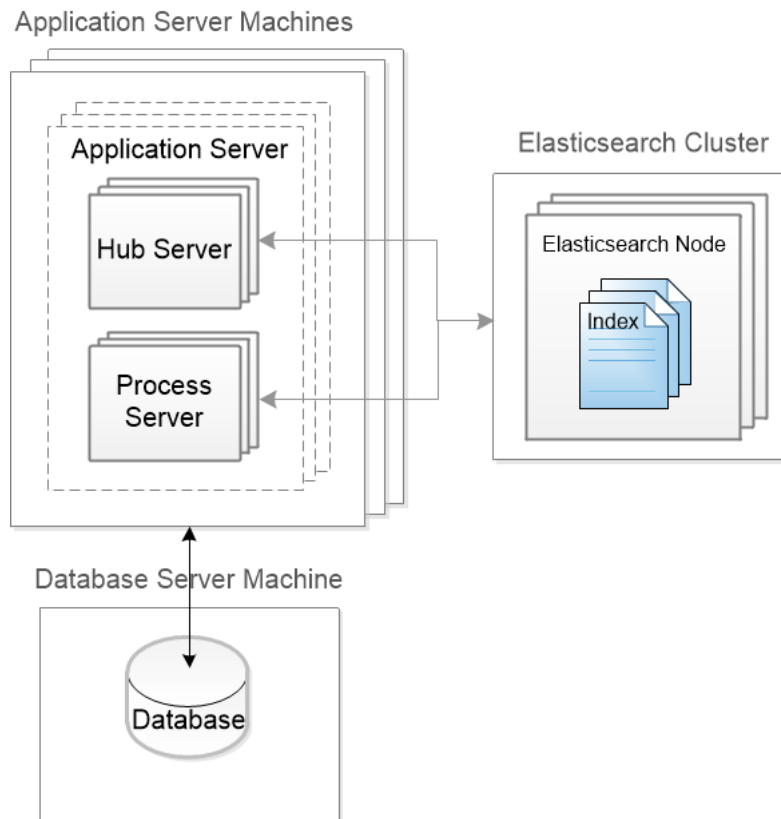 Application Server Machines
Application Server
Hub Server
Process
Server
Elasticsearch Cluster
Elasticsearch Node
Index
Database Server Machine
Database